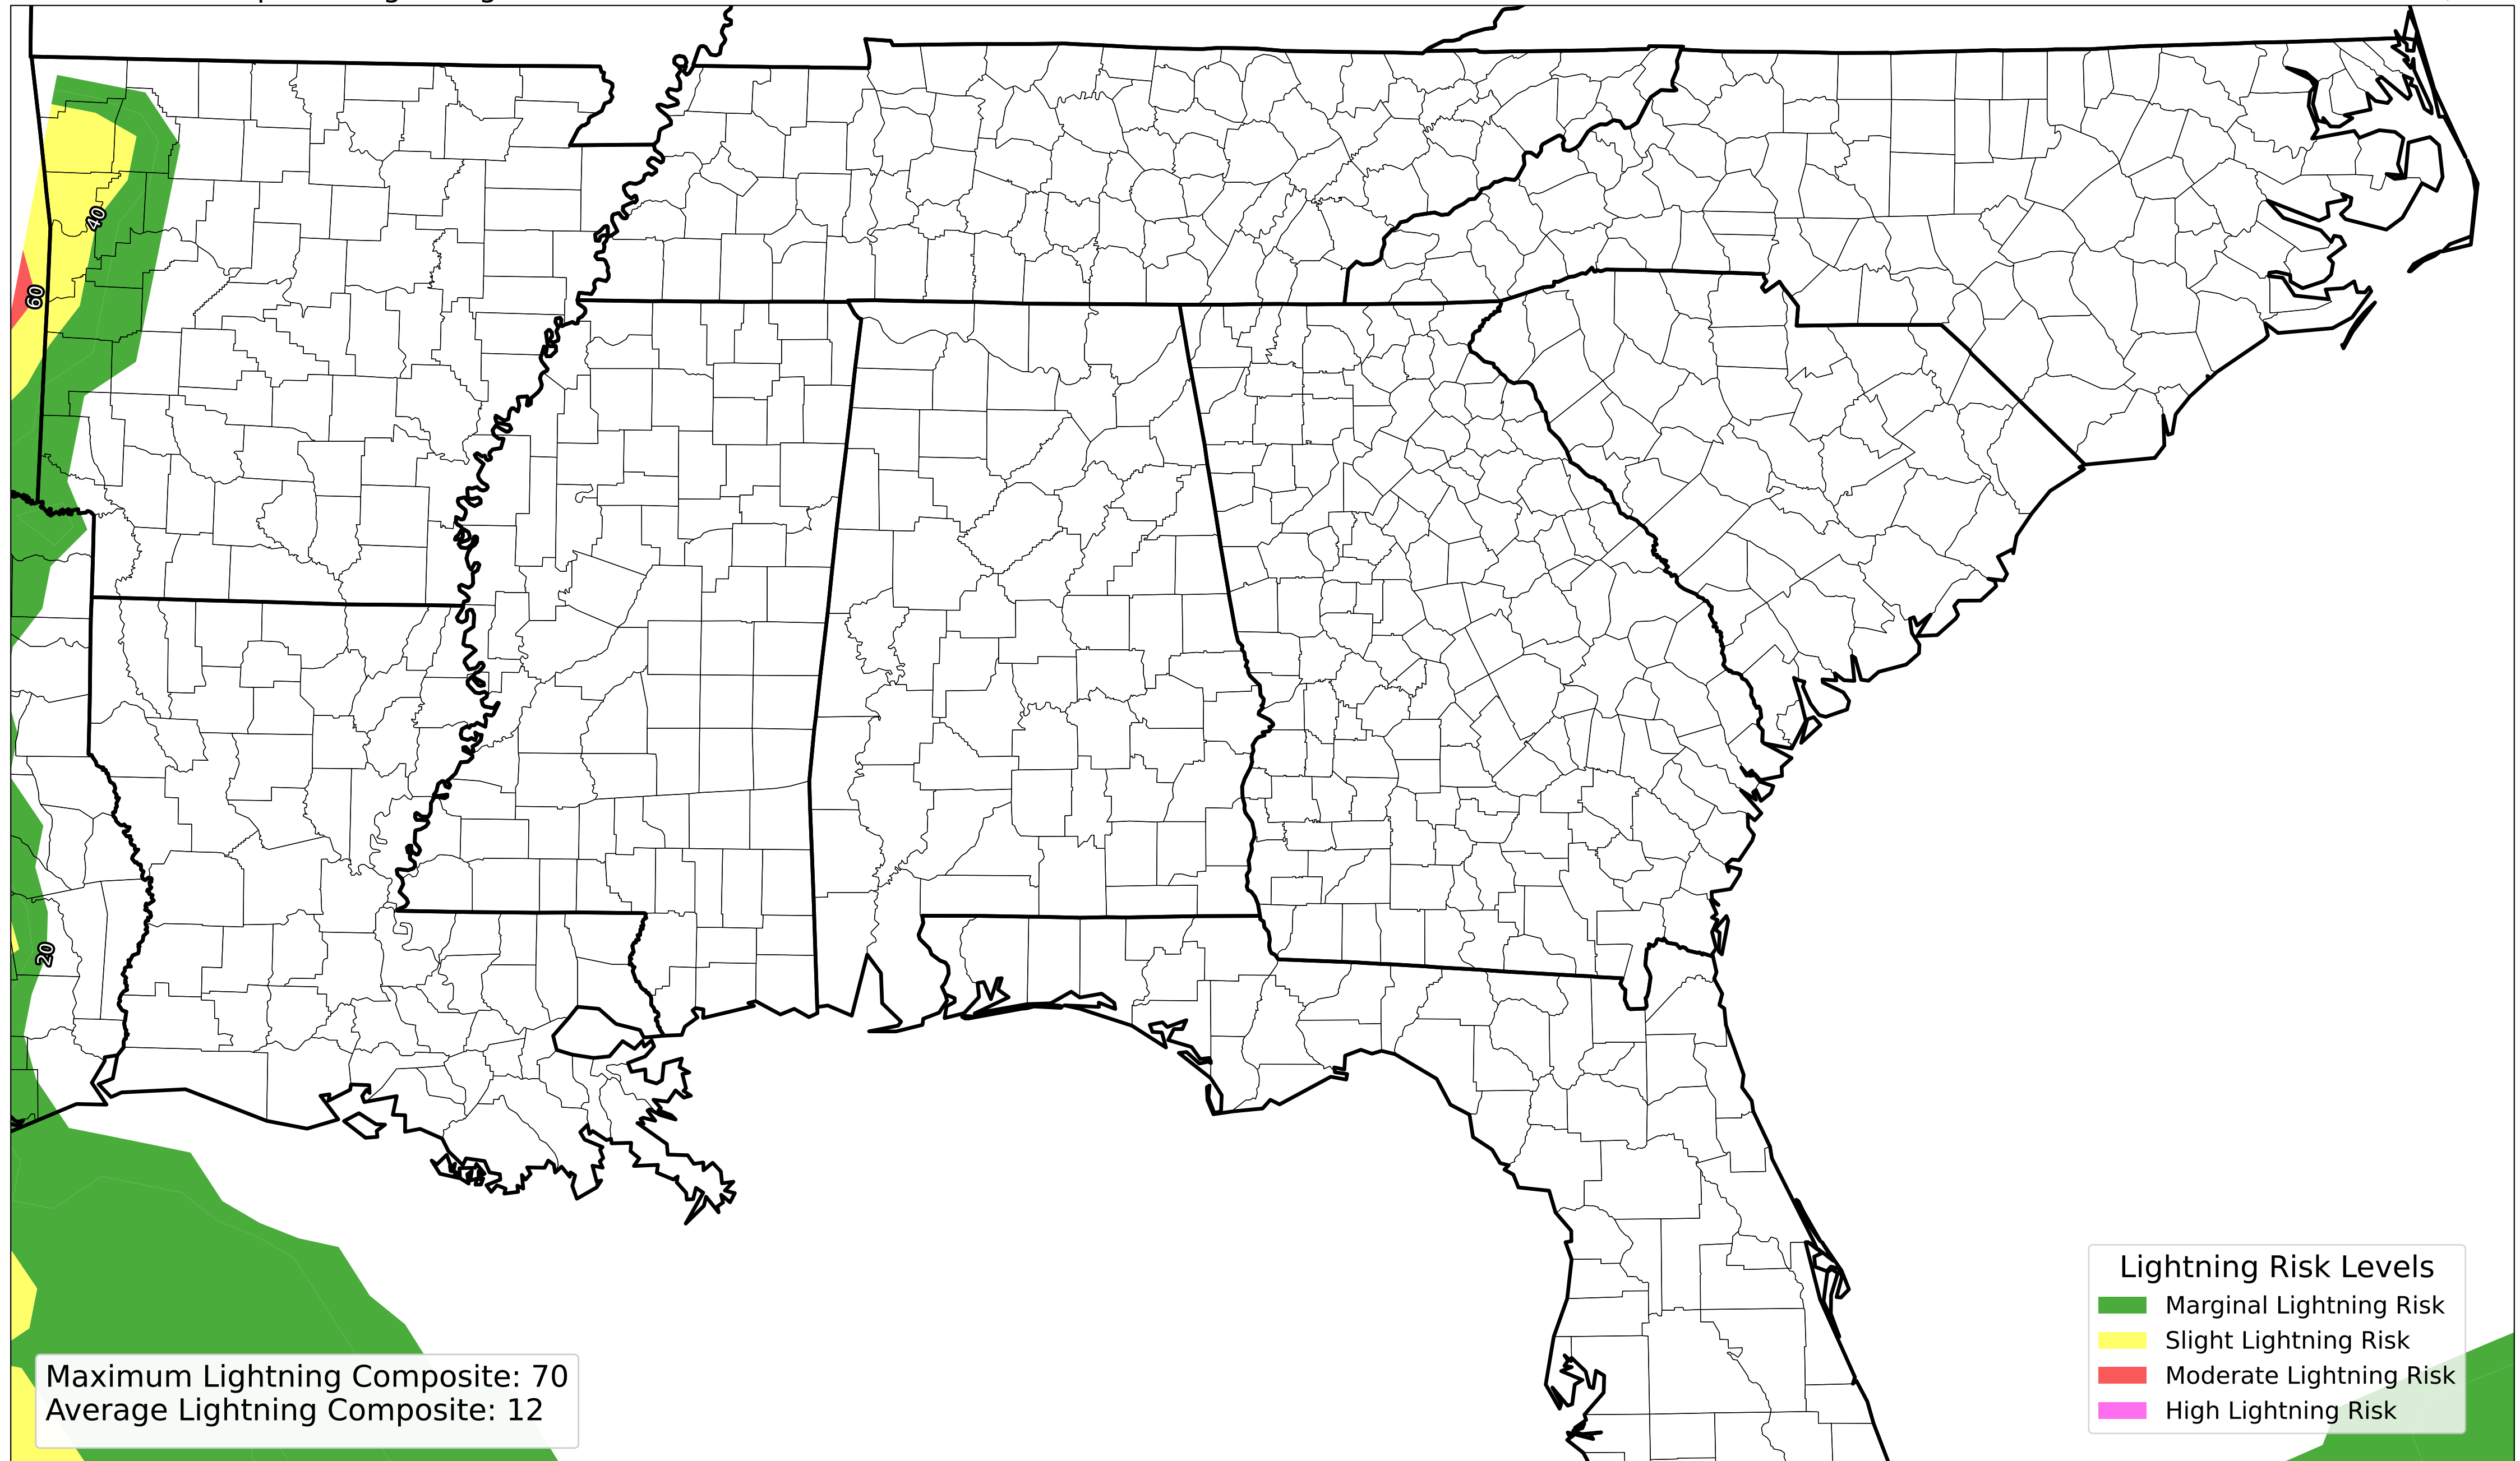 40
60
20
Lightning Risk Levels
Marginal Lightning Risk
Slight Lightning Risk
Moderate Lightning Risk
High Lightning Risk
Maximum Lightning Composite: 70
Average Lightning Composite: 12